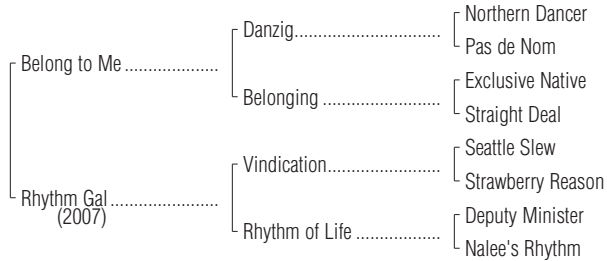 Northern Dancer
Danzig
Pas de Nom
Belong to Me
Exclusive Native
Belonging
Straight Deal
Seattle Slew
Vindication
Strawberry Reason
Rhythm Gal
(2007)
Deputy Minister
Rhythm of Life
Nalee's Rhythm